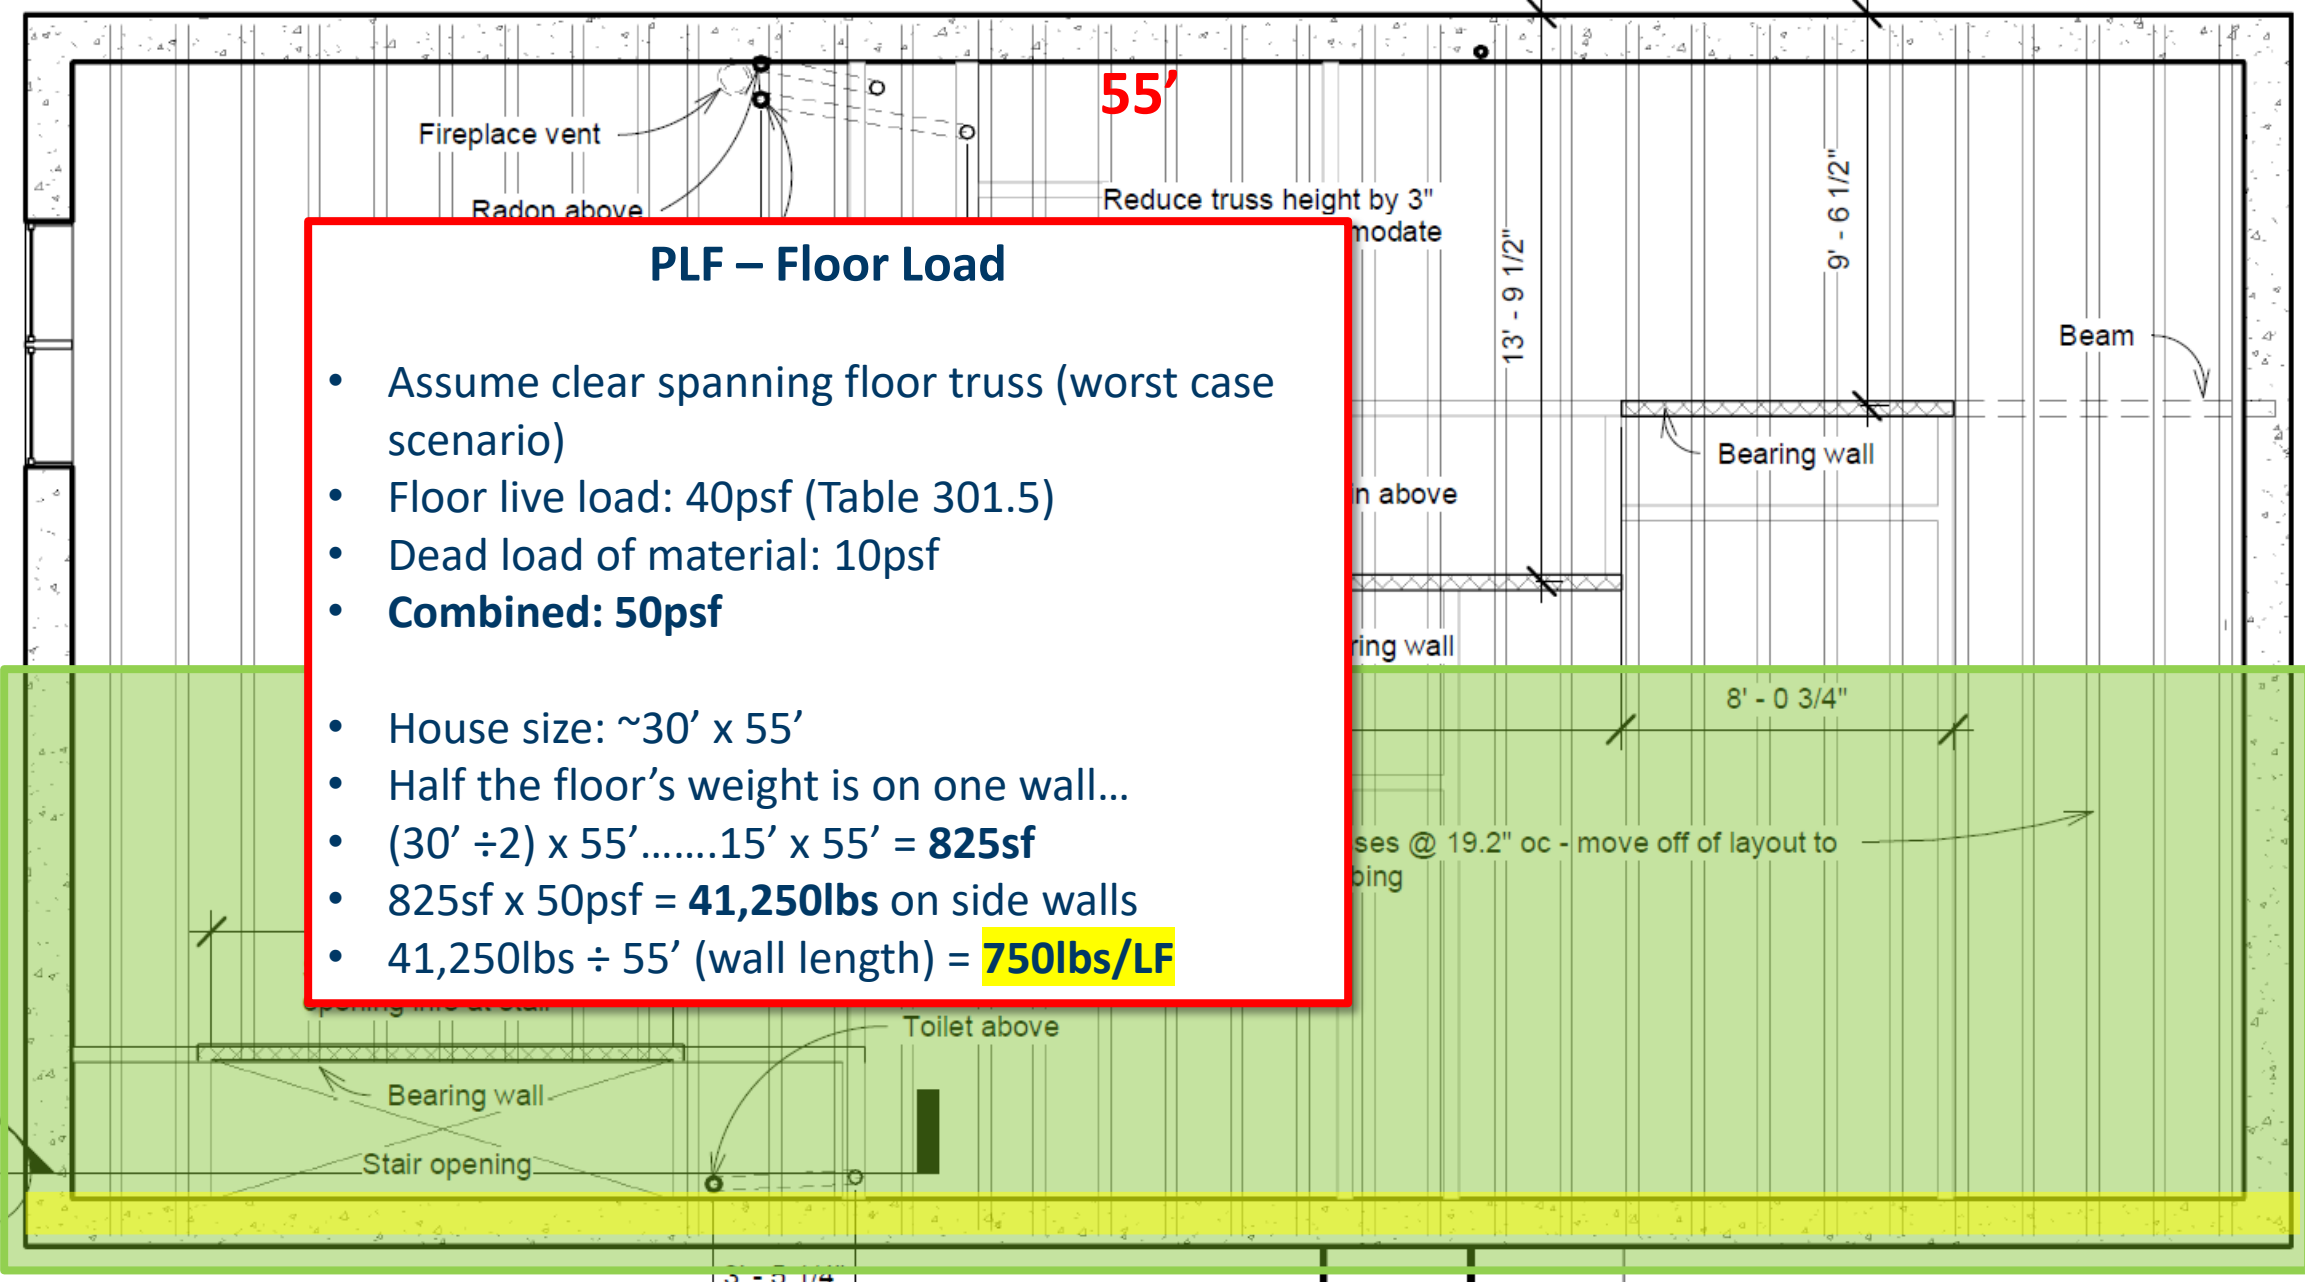 55’
Fireplace vent
Radon above
Reduce truss height by 3"
modate
13' - 9 1/2"
9' - 6 1/2"
Beam
Bearing wall
PLF – Floor Load
• Assume clear spanning floor truss (worst case
scenario)
• Floor live load: 40psf (Table 301.5)
• Dead load of material: 10psf
• Combined: 50psf
• House size: ~30’ x 55’
• Half the floor’s weight is on one wall…
• (30’ ÷2) x 55’…….15’ x 55’ = 825sf
• 825sf x 50psf = 41,250lbs on side walls
• 41,250lbs ÷ 55’ (wall length) = 750lbs/LF
in above
ring wall
8' - 0 3/4"
ses @ 19.2" oc - move off of layout to
bing
Toilet above
Bearing wall
Stair opening
3' - 5 1/4"